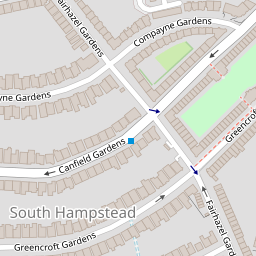 Fairhazel Gardens
Compayne Gardens
yne Gardens
Greencroft
Canfield Gardens
South Hampstead
Fairhazel Gard
Greencroft Gardens